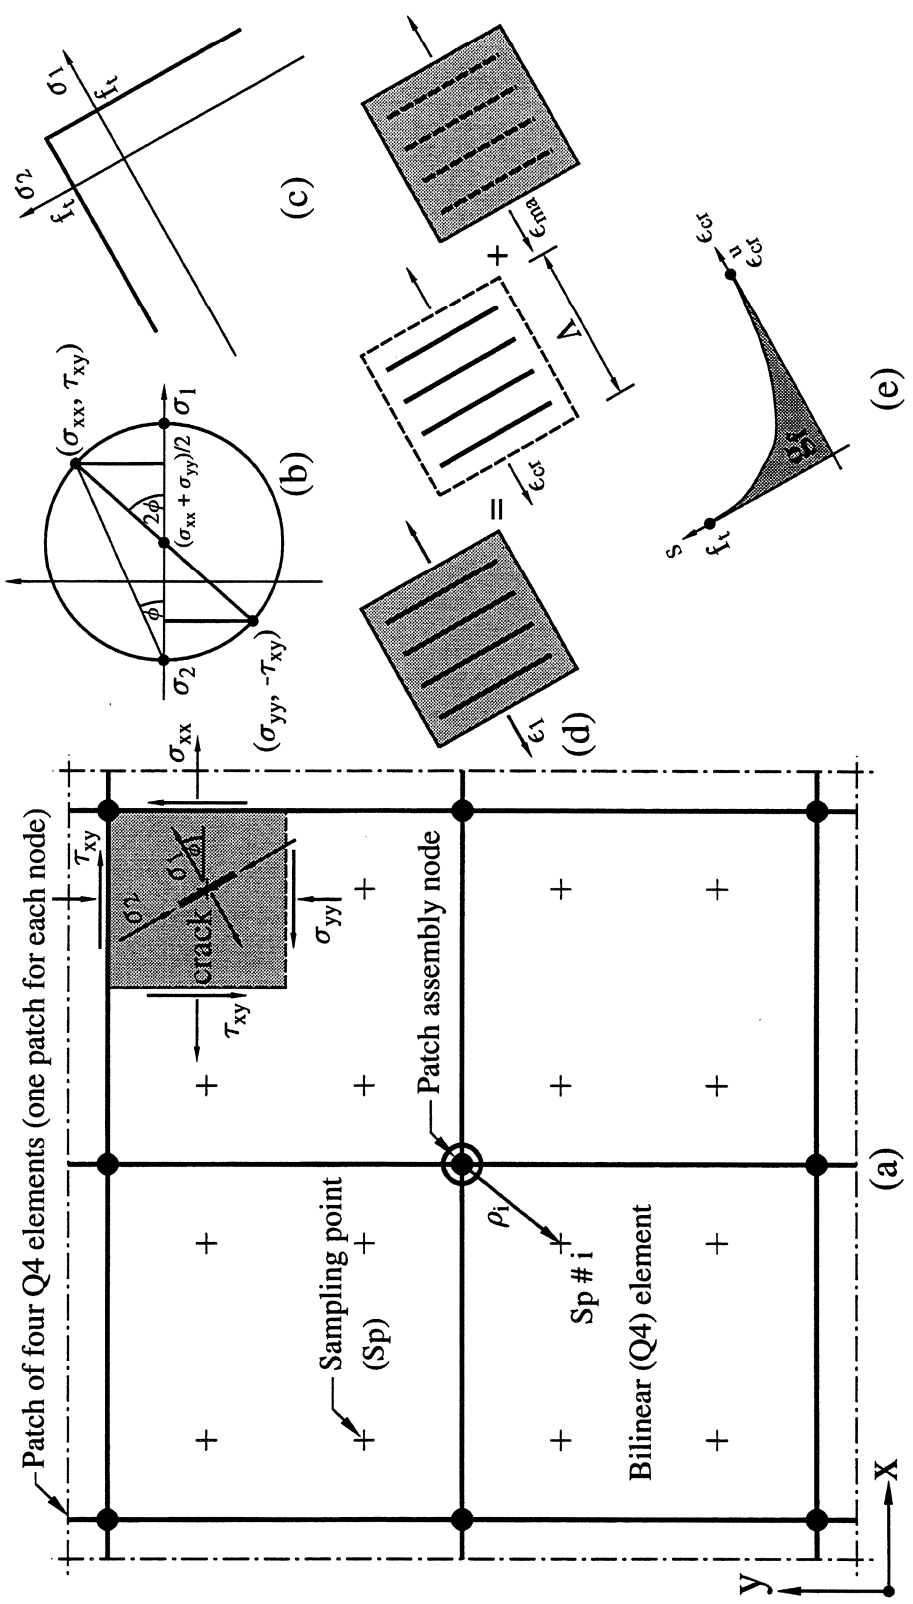 Patch of four Q4 elements (one patch for each node)
τxy
σxx
σ2
σ1
ϕ
crack
τxy
σyy
Sampling point
(Sp)
Patch assembly node
ρi
Sp # i
Bilinear (Q4) element
y
x
(a)
(σxx, τxy)
2ϕ
ϕ
σ1
σ2
(σxx + σyy)/2
(σyy, -τxy)
(b)
σ2
σ1
ft
ft
(c)
ϵ1
=
ϵcr
+
ϵma
Λ
(d)
s
ft
gf
ϵcr
u
ϵcr
(e)